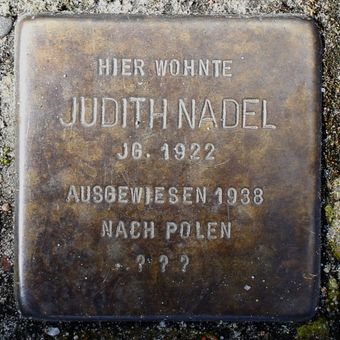 HIER WOHNTE
JUDITH NADEL
JG. 1922
AUSGEWIESEN 1938
NACH POLEN
? ? ?